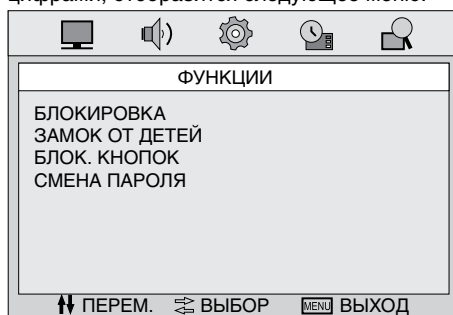 цифрами, отобразится следующее меню:
ФУНКЦИИ
БЛОКИРОВКА
ЗАМОК ОТ ДЕТЕЙ
БЛОК. КНОПОК
СМЕНА ПАРОЛЯ
ПЕРЕМ. ВЫБОР MENU ВЫХОД